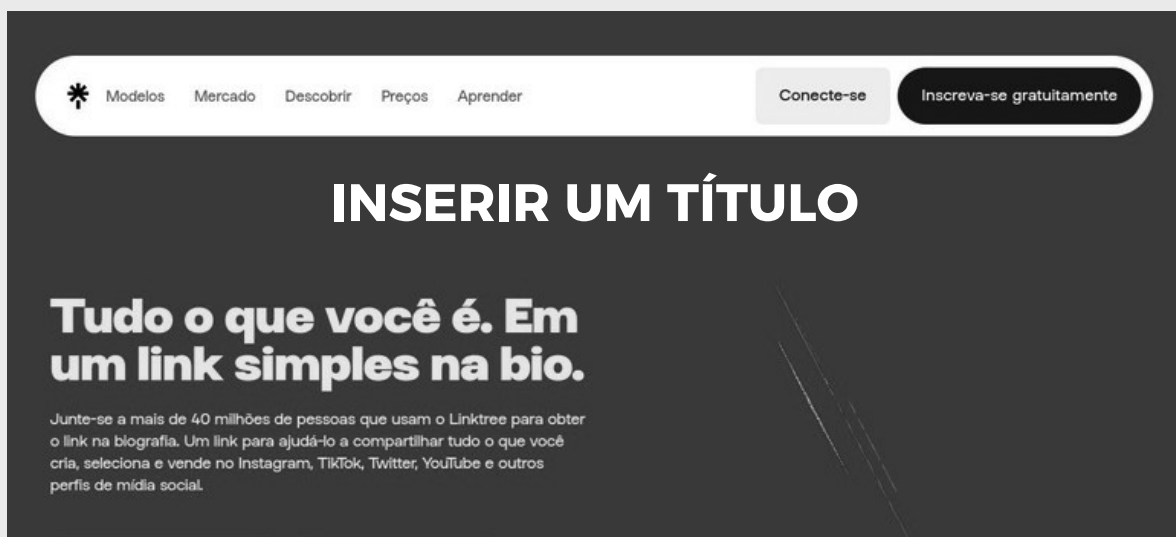 Modelos Mercado Descobrir Preços Aprender Conecte-se Inscreva-se gratuitamente
INSERIR UM TÍTULO
Tudo o que você é. Em
um link simples na bio.
Junte-se a mais de 40 milhões de pessoas que usam o Linktree para obter
o link na biografia. Um link para ajudá-lo a compartilhar tudo o que você
cria, seleciona e vende no Instagram, TikTok, Twitter, YouTube e outros
perfis de mídia social.